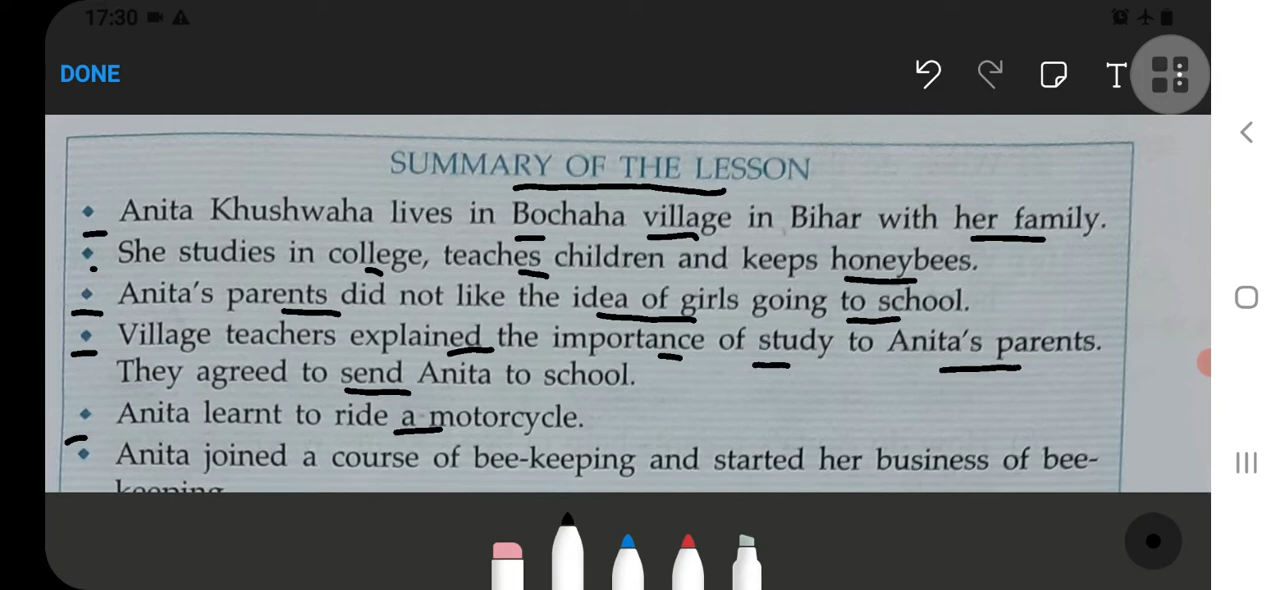 17:30
DONE
T
SUMMARY OF THE LESSON
Anita Khushwaha lives in Bochaha village in Bihar with her family.
She studies in college, teaches children and keeps honeybees.
Anita's parents did not like the idea of girls going to school.
Village teachers explained the importance of study to Anita's parents.
They agreed to send Anita to school.
Anita learnt to ride a motorcycle.
Anita joined a course of bee-keeping and started her business of bee-
keeping